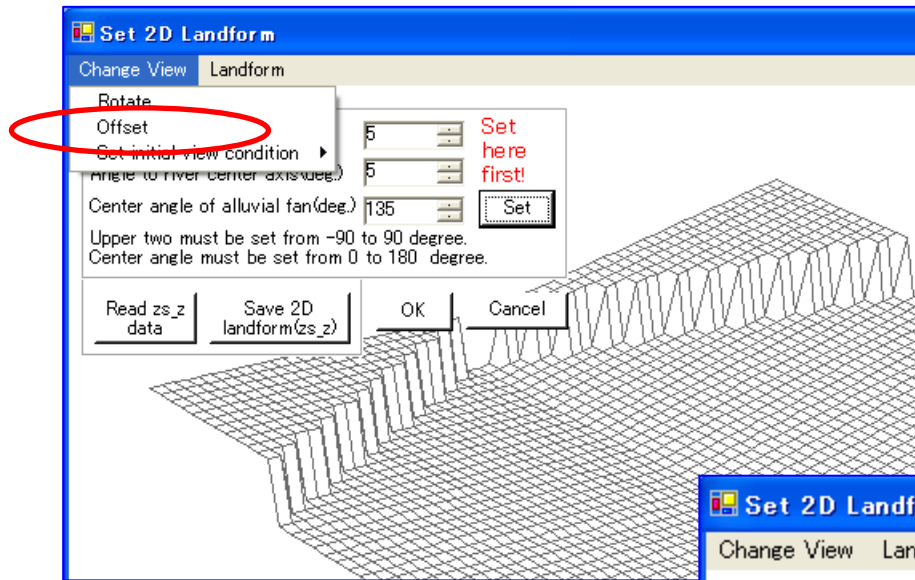 Set 2D Landform
Change View Landform
Rotate
Offset
Set initial view condition
5
Set
here
first!
Angle to river center axis(deg.) 5
Center angle of alluvial fan(deg.) 135 Set
Upper two must be set from -90 to 90 degree.
Center angle must be set from 0 to 180 degree.
Read zs_z
data
Save 2D
landform(zs_z)
OK
Cancel
Set 2D Landf
Change View Lan